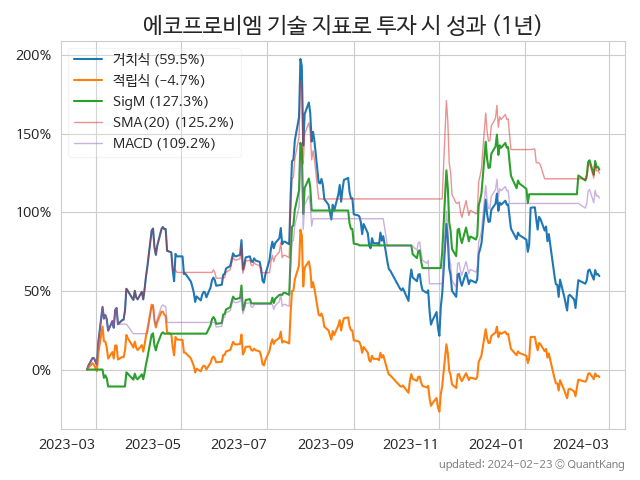 에코프로비엠 기술 지표로 투자 시 성과 (1년)
거치식 (59.5%)
적립식 (-4.7%)
SigM (127.3%)
SMA(20) (125.2%)
MACD (109.2%)
200%
150%
100%
50%
0%
2023-03 2023-05 2023-07 2023-09 2023-11 2024-01 2024-03
updated: 2024-02-23 © QuantKang